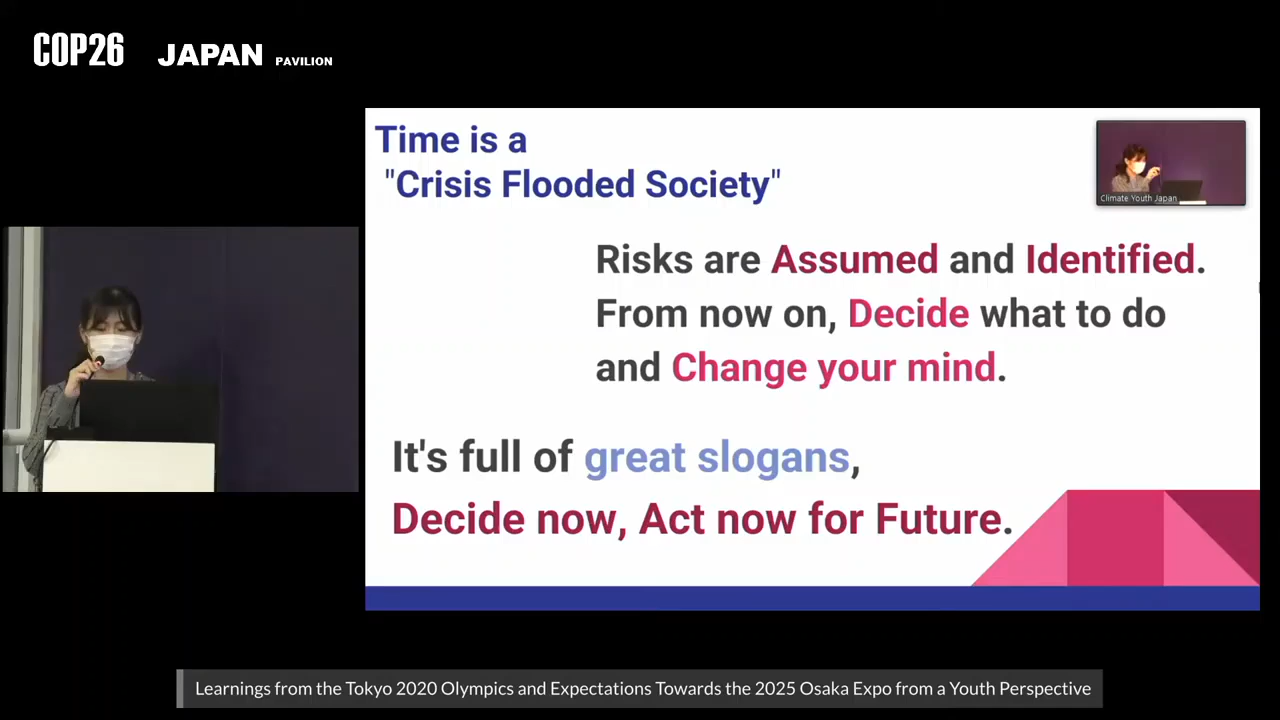 COP26 JAPAN PAVILION
Time is a
"Crisis Flooded Society"
Climate Youth Japan
Risks are Assumed and Identified.
From now on, Decide what to do
and Change your mind.
It's full of great slogans,
Decide now, Act now for Future.
Learnings from the Tokyo 2020 Olympics and Expectations Towards the 2025 Osaka Expo from a Youth Perspective